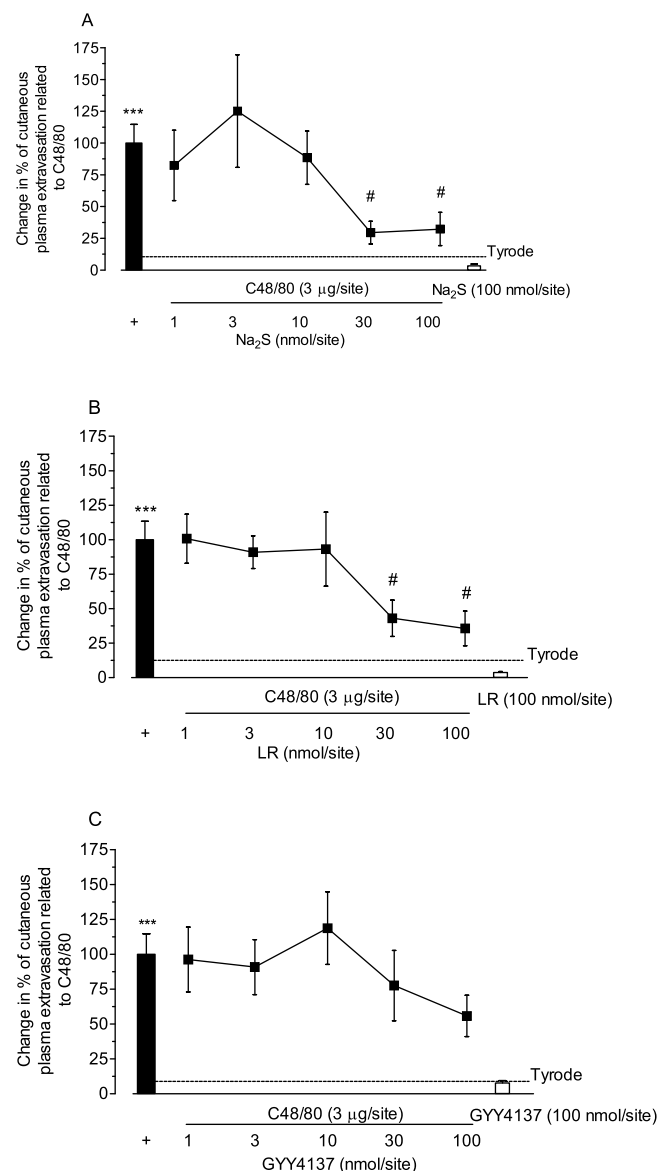 A
Change in % of cutaneous
plasma extravasation related
to C48/80
175
150
125
100
75
50
25
0
***
#
#
Tyrode
C48/80 (3 μg/site)
Na₂S (100 nmol/site)
+ 1 3 10 30 100
Na₂S (nmol/site)
B
Change in % of cutaneous
plasma extravasation related
to C48/80
175
150
125
100
75
50
25
0
***
#
#
Tyrode
C48/80 (3 μg/site)
LR (100 nmol/site)
+ 1 3 10 30 100
LR (nmol/site)
C
Change in % of cutaneous
plasma extravasation related
to C48/80
175
150
125
100
75
50
25
0
***
Tyrode
C48/80 (3 μg/site)
GYY4137 (100 nmol/site)
+ 1 3 10 30 100
GYY4137 (nmol/site)